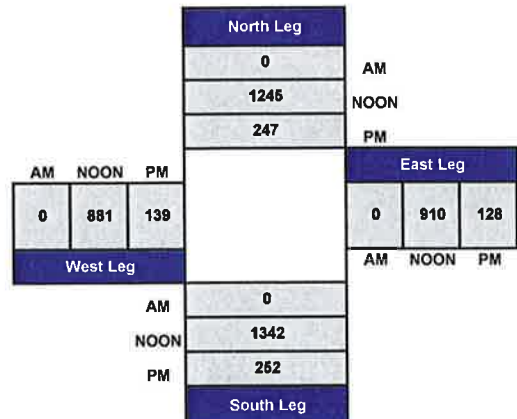 North Leg
0
AM
1245
NOON
247
PM
East Leg
0 910 128
AM NOON PM
AM NOON PM
0 881 139
West Leg
AM
0
NOON
1342
PM
252
South Leg